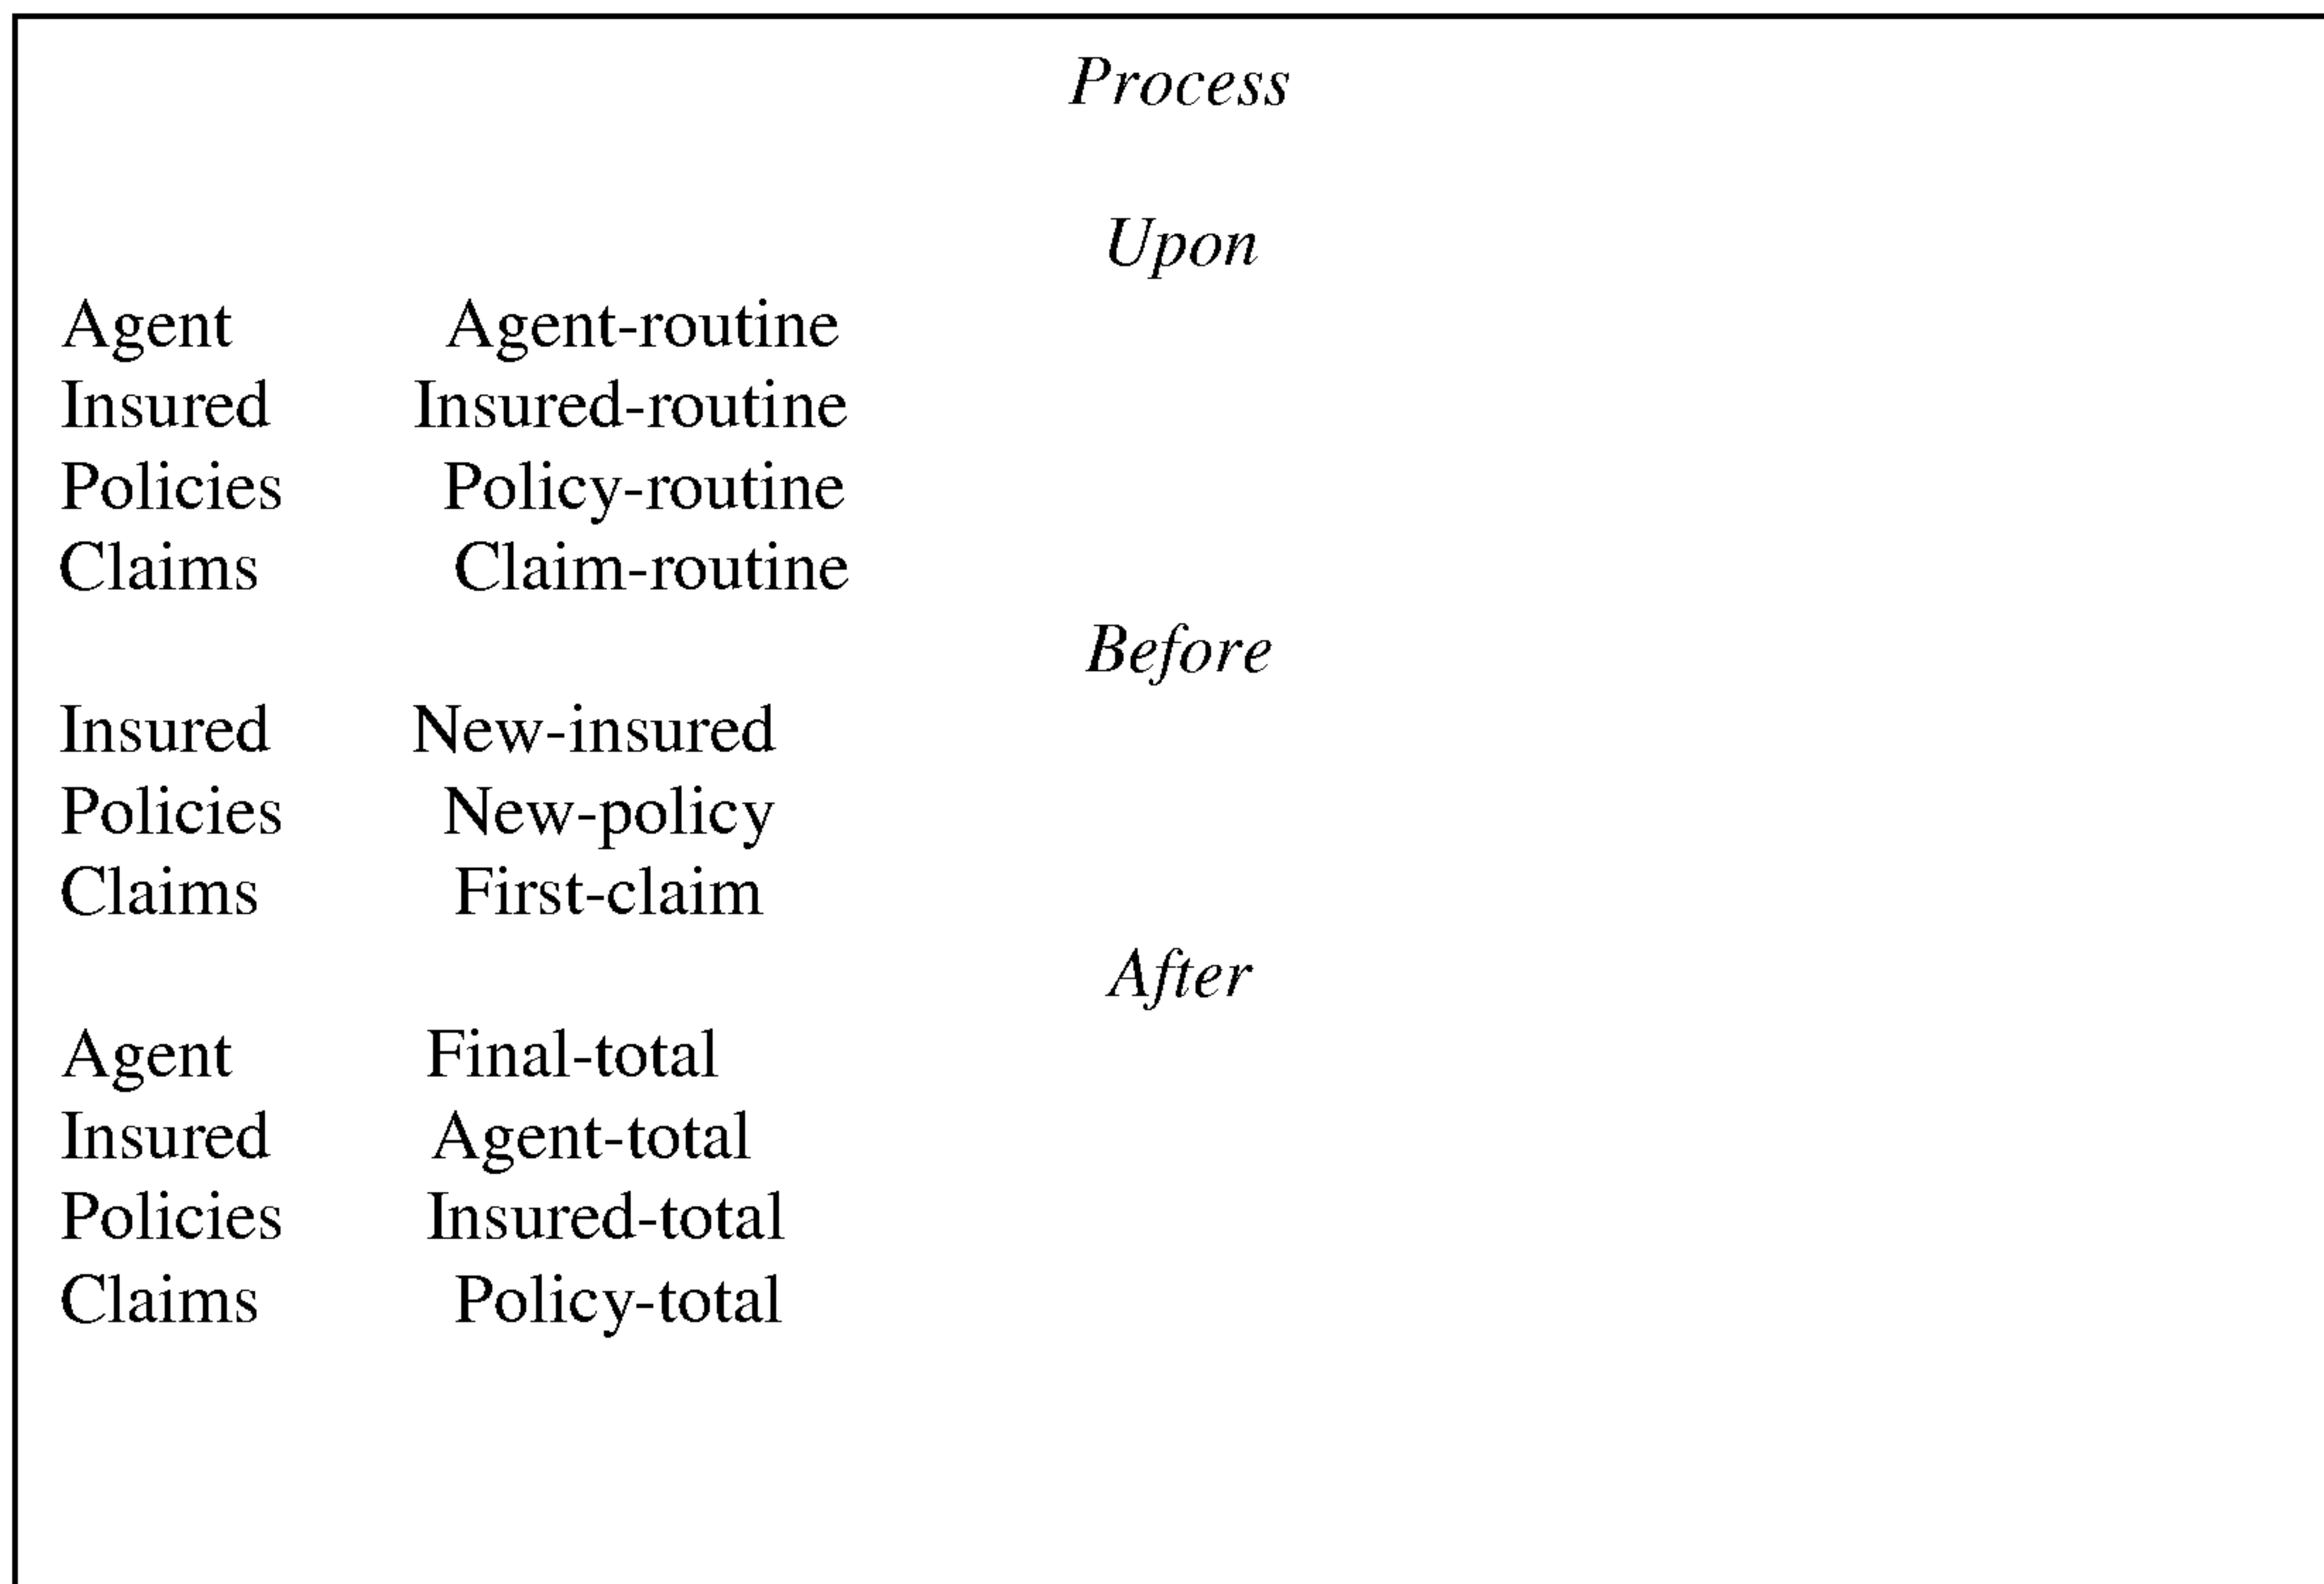 Process
Upon
Agent Agent-routine
Insured Insured-routine
Policies Policy-routine
Claims Claim-routine
Before
Insured New-insured
Policies New-policy
Claims First-claim
After
Agent Final-total
Insured Agent-total
Policies Insured-total
Claims Policy-total